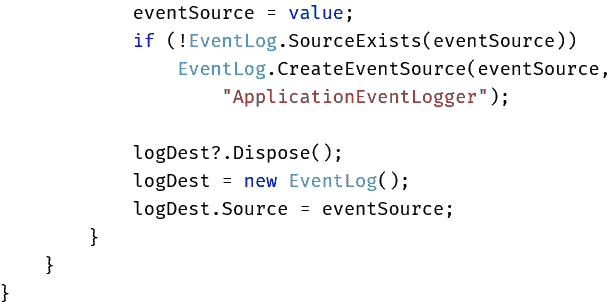 eventSource = value;
            if (!EventLog.SourceExists(eventSource))
                EventLog.CreateEventSource(eventSource,
                    "ApplicationEventLogger");

            logDest?.Dispose();
            logDest = new EventLog();
            logDest.Source = eventSource;
        }
    }
}